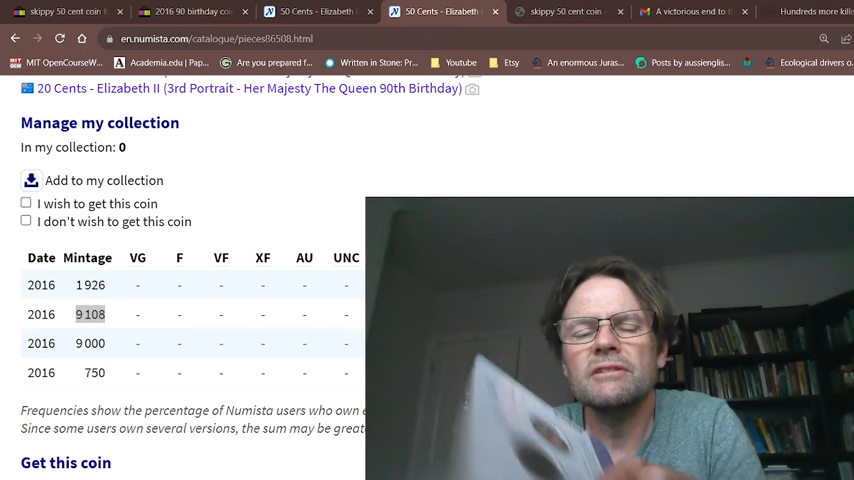 skippy 50 cent coin f
2016 90 birthday coin
50 Cents - Elizabeth I
50 Cents - Elizabeth
skippy 50 cent coin -
A victorious end to th
Hundreds more kille
en.numista.com/catalogue/pieces86508.html
MIT OpenCourseW...
Academia.edu | Pap...
Are you prepared f...
Written in Stone: Pr...
Youtube
Etsy
An enormous Juras...
Posts by aussienglis...
Ecological drivers o
20 Cents - Elizabeth II (3rd Portrait - Her Majesty The Queen 90th Birthday)
Manage my collection
In my collection: 0
Add to my collection
I wish to get this coin
I don't wish to get this coin
Date Mintage VG F VF XF AU UNC
2016 1 926 - - - - - -
2016 9 108 - - - - - -
2016 9 000 - - - - - -
2016 750 - - - - - -
Frequencies show the percentage of Numista users who own
Since some users own several versions, the sum may be greate
Get this coin